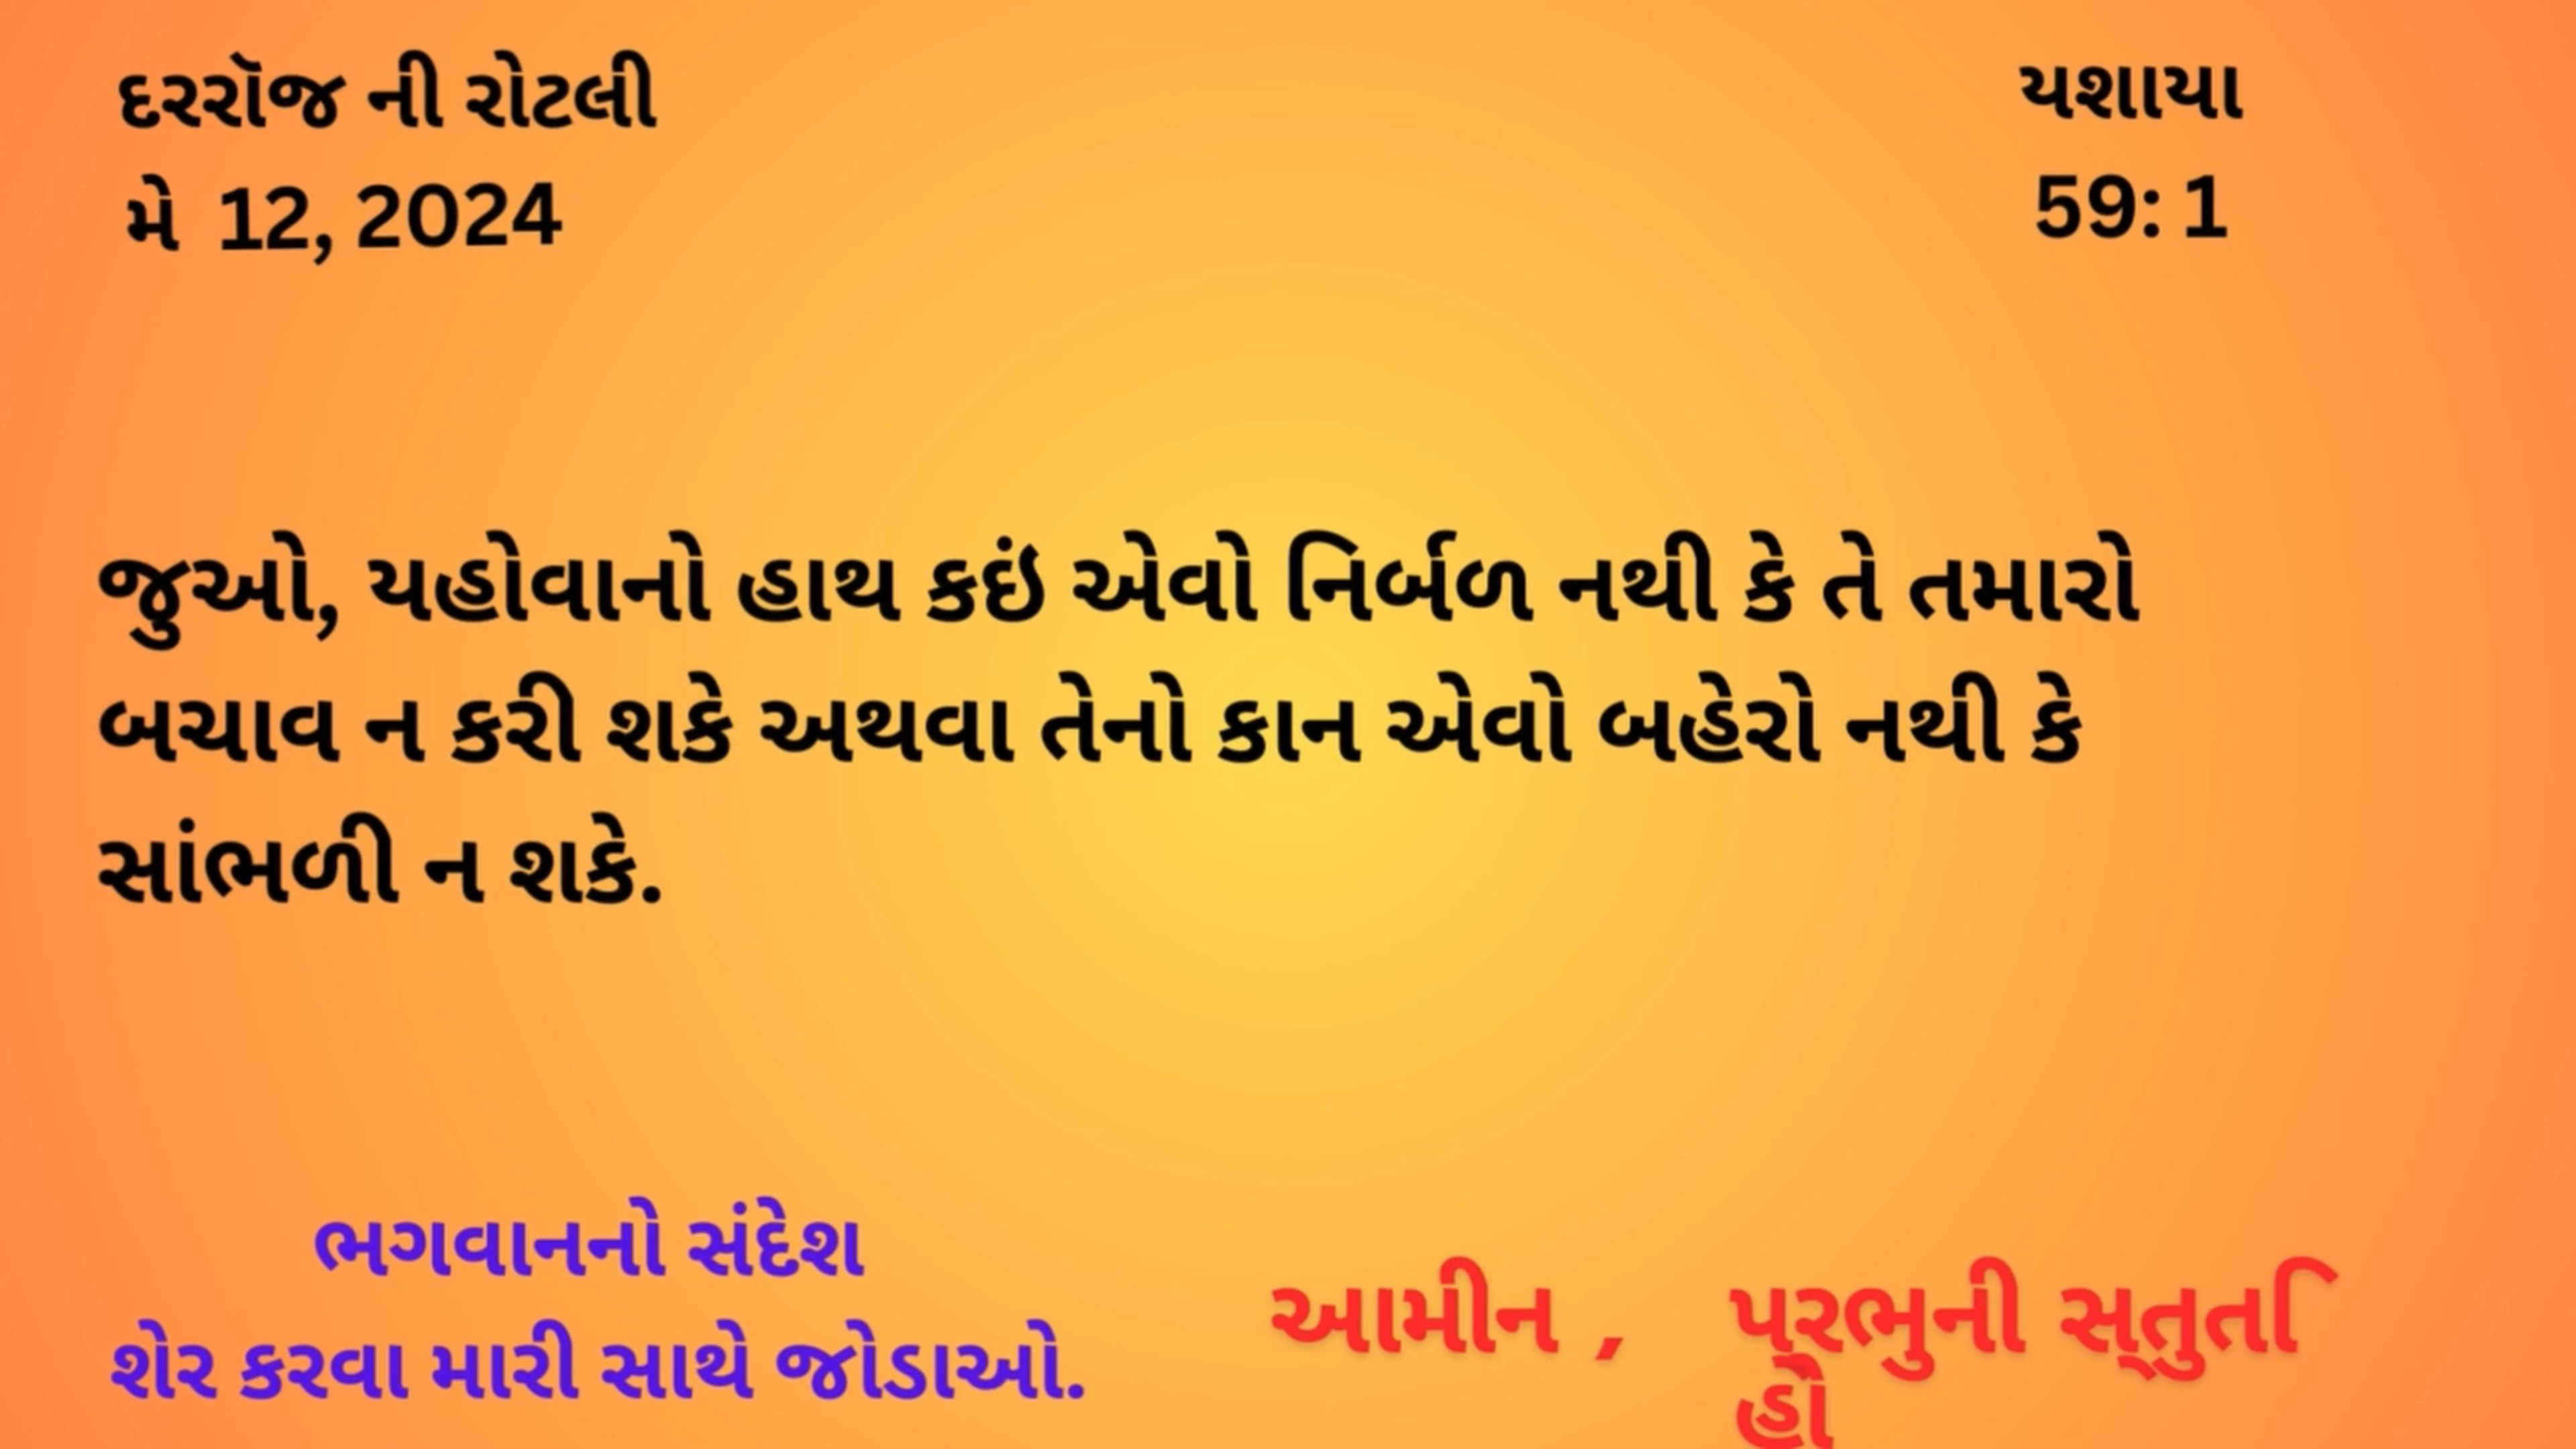 દરરૉજ ની રોટલી
મે 12, 2024
યશાયા
59: 1
જુઓ, યહોવાનો હાથ કઇં એવો નિર્બળ નથી કે તે તમારો
બચાવ ન કરી શકે અથવા તેનો કાન એવો બહેરો નથી કે
સાંભળી ન શકે.
ભગવાનનો સંદેશ
શેર કરવા મારી સાથે જોડાઓ.
આમીન , પ્રભુની સ્તુતિ
હો